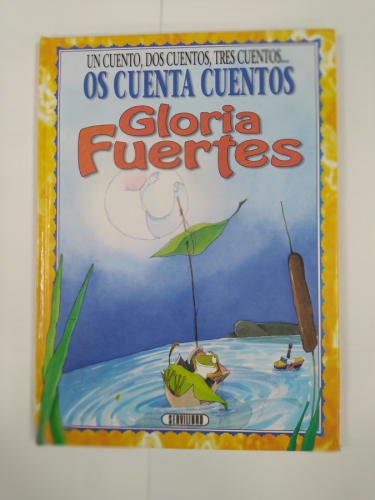 UN CUENTO, DOS CUENTOS, TRES CUENTOS...
OS CUENTA CUENTOS
Gloria
Fuertes
SERVILIBRO